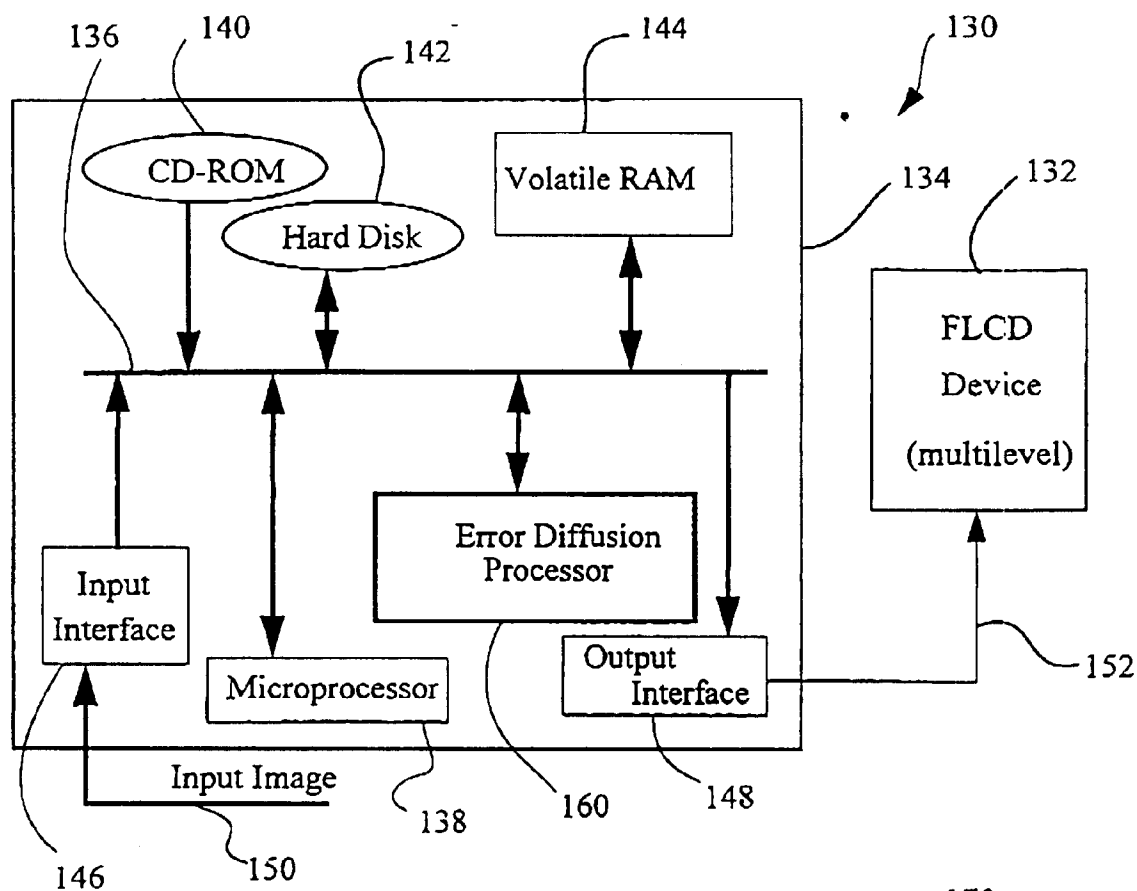 140
144
130
136
142
CD-ROM
Volatile RAM
134
132
Hard Disk
FLCD
Device
(multilevel)
Error Diffusion
Processor
Input
Interface
Output
Interface
152
Microprocessor
Input Image
160
148
138
150
146